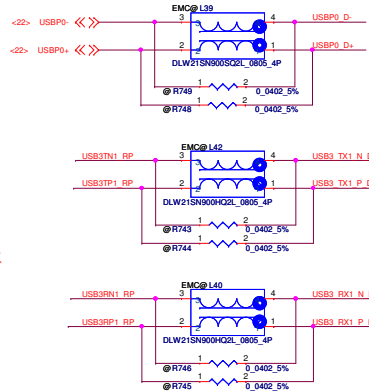 EMC@ L39
<22> USBP0- 3 4 USBP0_D-
<22> USBP0+ 2 1 USBP0_D+
DLW21SN900SQ2L_0805_4P
1 2
@ R749 0_0402_5%
1 2
@ R748 0_0402_5%
EMC@ L42
USB3TN1_RP 3 4 USB3_TX1_N_D
USB3TP1_RP 2 1 USB3_TX1_P_D
DLW21SN900HQ2L_0805_4P
1 2
@ R743 0_0402_5%
1 2
@ R744 0_0402_5%
EMC@ L40
USB3RN1_RP 3 4 USB3_RX1_N
USB3RP1_RP 2 1 USB3_RX1_P
DLW21SN900HQ2L_0805_4P
1 2
@ R746 0_0402_5%
1 2
@ R745 0_0402_5%